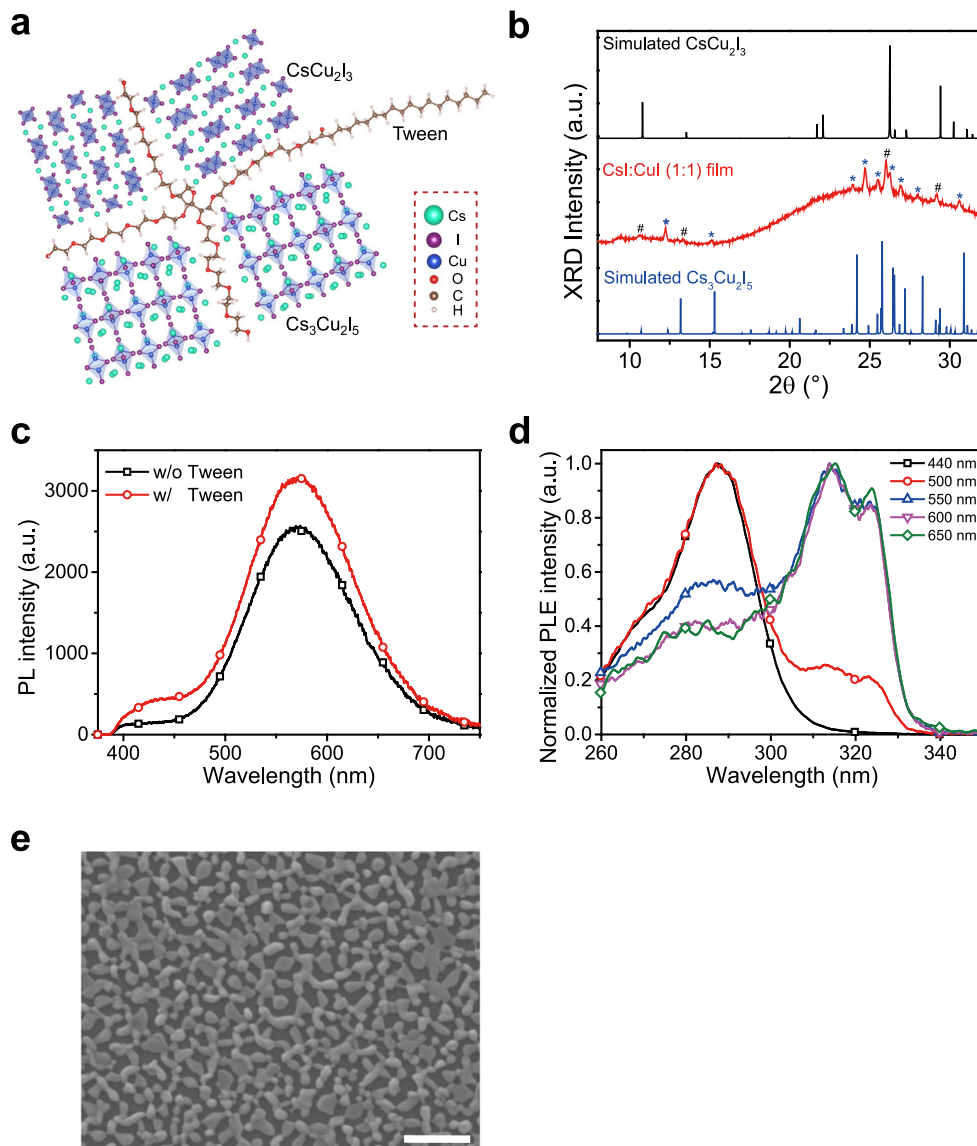 a
CsCu₂I₃
Tween
Cs
I
Cu
O
C
H
Cs₃Cu₂I₅
b
Simulated CsCu₂I₃
CsI:CuI (1:1) film
# * # * * * * # * * * # *
Simulated Cs₃Cu₂I₅
XRD Intensity (a.u.)
10 15 20 25 30
2θ (°)
c
w/o Tween
w/ Tween
PL intensity (a.u.)
3000
2000
1000
0
400 500 600 700
Wavelength (nm)
d
440 nm
500 nm
550 nm
600 nm
650 nm
Normalized PLE intensity (a.u.)
1.0
0.8
0.6
0.4
0.2
0.0
260 280 300 320 340
Wavelength (nm)
e